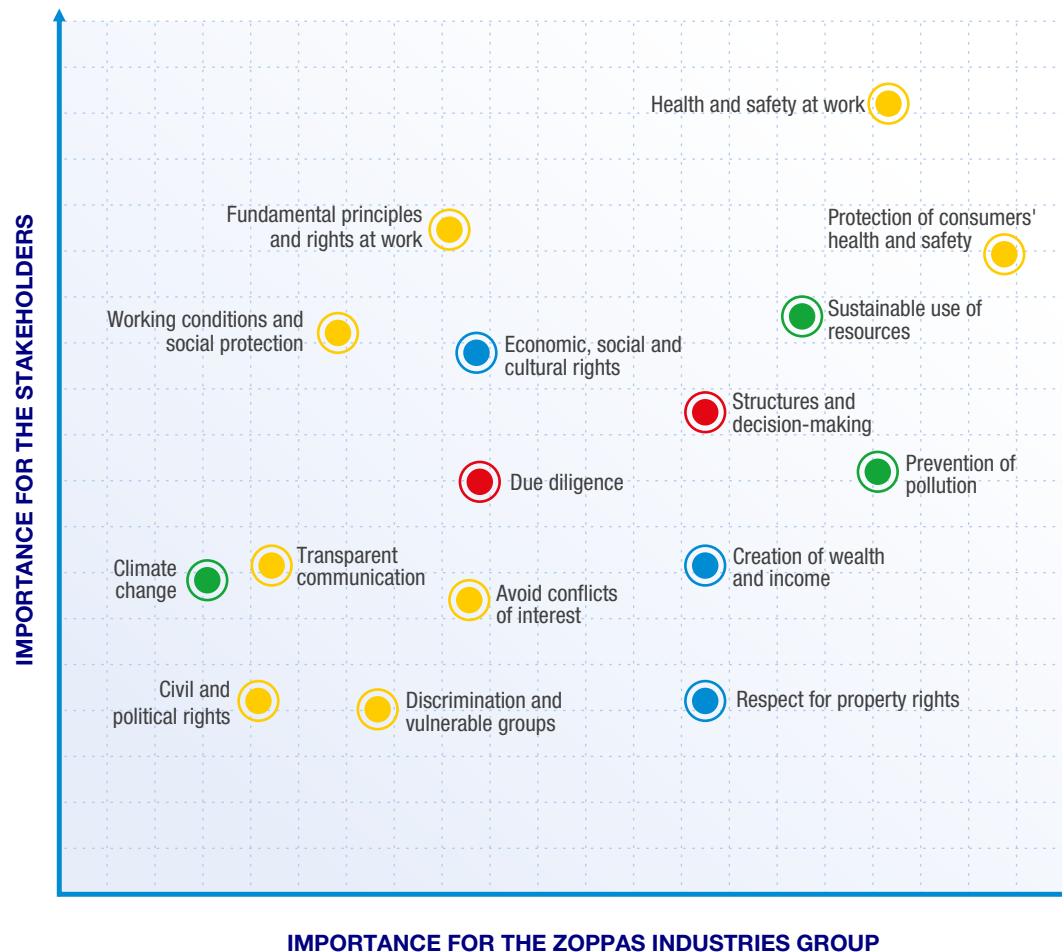 Health and safety at work
Fundamental principles
and rights at work
Protection of consumers'
health and safety
Sustainable use of
resources
Working conditions and
social protection
Economic, social and
cultural rights
Structures and
decision-making
Prevention of
pollution
Due diligence
Transparent
communication
Climate
change
Creation of wealth
and income
Avoid conflicts
of interest
Civil and
political rights
Discrimination and
vulnerable groups
Respect for property rights
IMPORTANCE FOR THE STAKEHOLDERS
IMPORTANCE FOR THE ZOPPAS INDUSTRIES GROUP